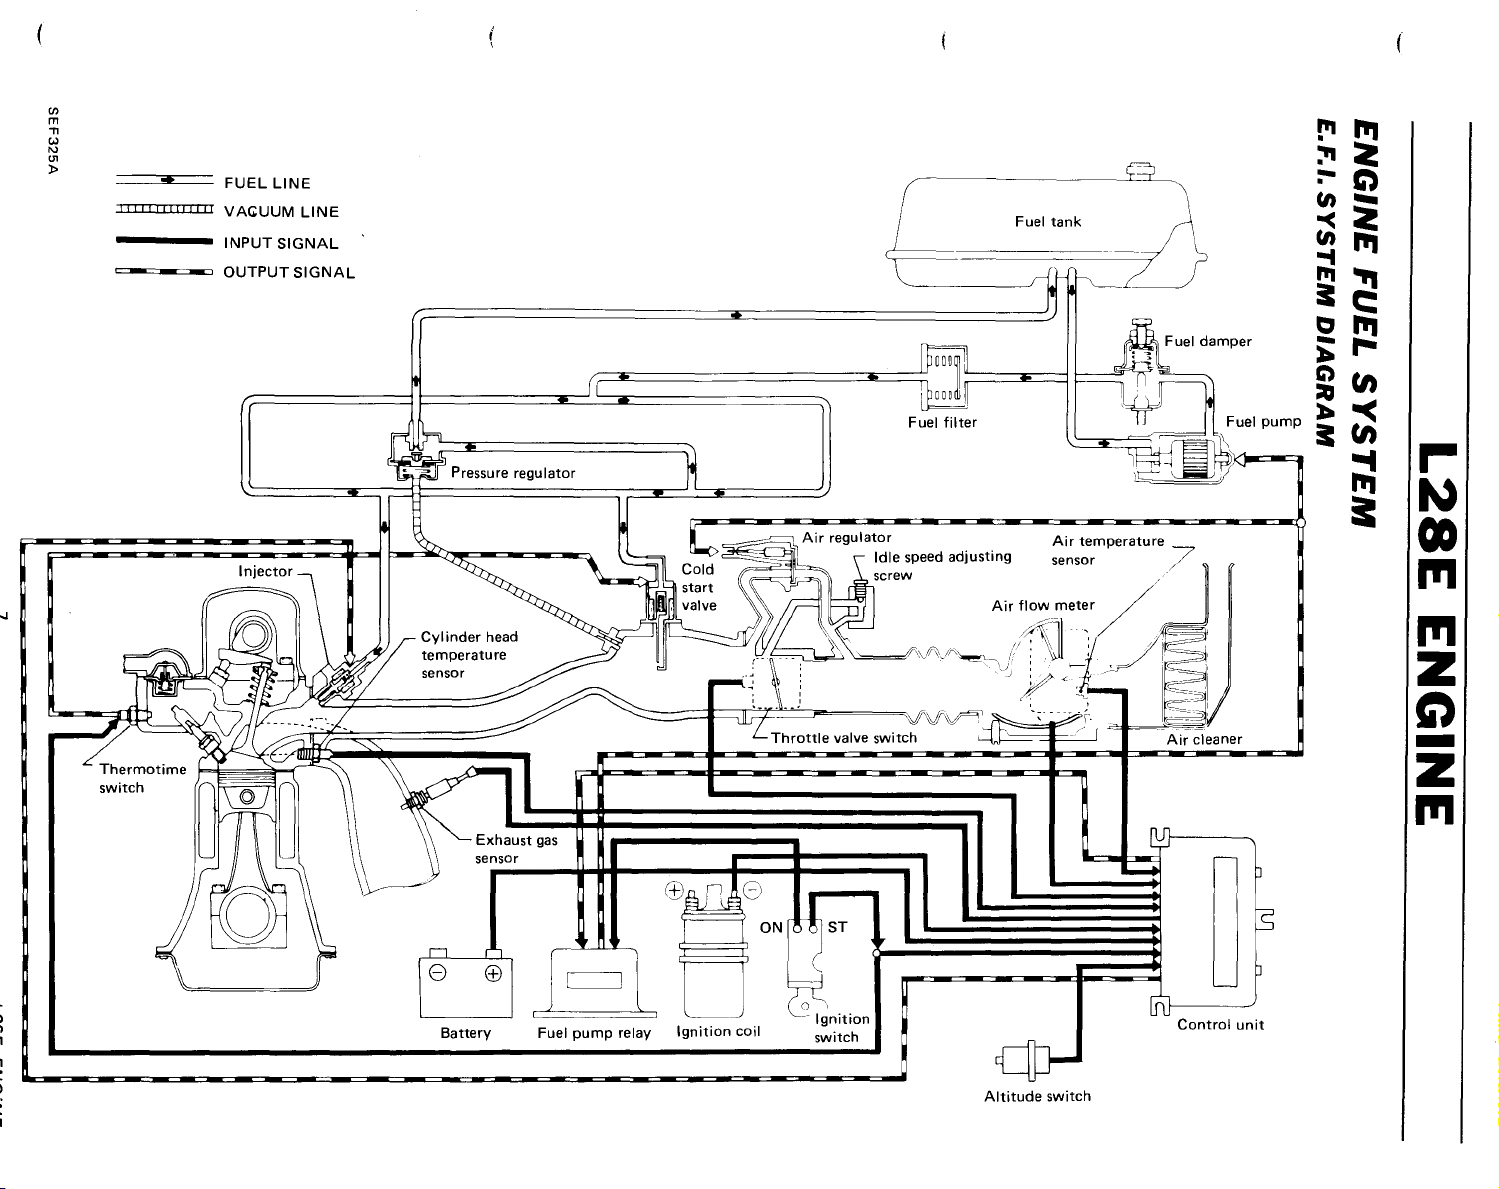 L28E ENGINE
ENGINE FUEL SYSTEM
E.F.I. SYSTEM DIAGRAM
SEF325A
FUEL LINE
VACUUM LINE
INPUT SIGNAL
OUTPUT SIGNAL
Fuel tank
Fuel damper
Fuel filter
Fuel pump
Pressure regulator
Air regulator
Idle speed adjusting
screw
Air temperature
sensor
Cold
start
valve
Injector
Air flow meter
Cylinder head
temperature
sensor
Throttle valve switch
Air cleaner
Thermotime
switch
Exhaust gas
sensor
+
−
ON
ST
−
+
Battery
Fuel pump relay
Ignition coil
Ignition
switch
Control unit
Altitude switch